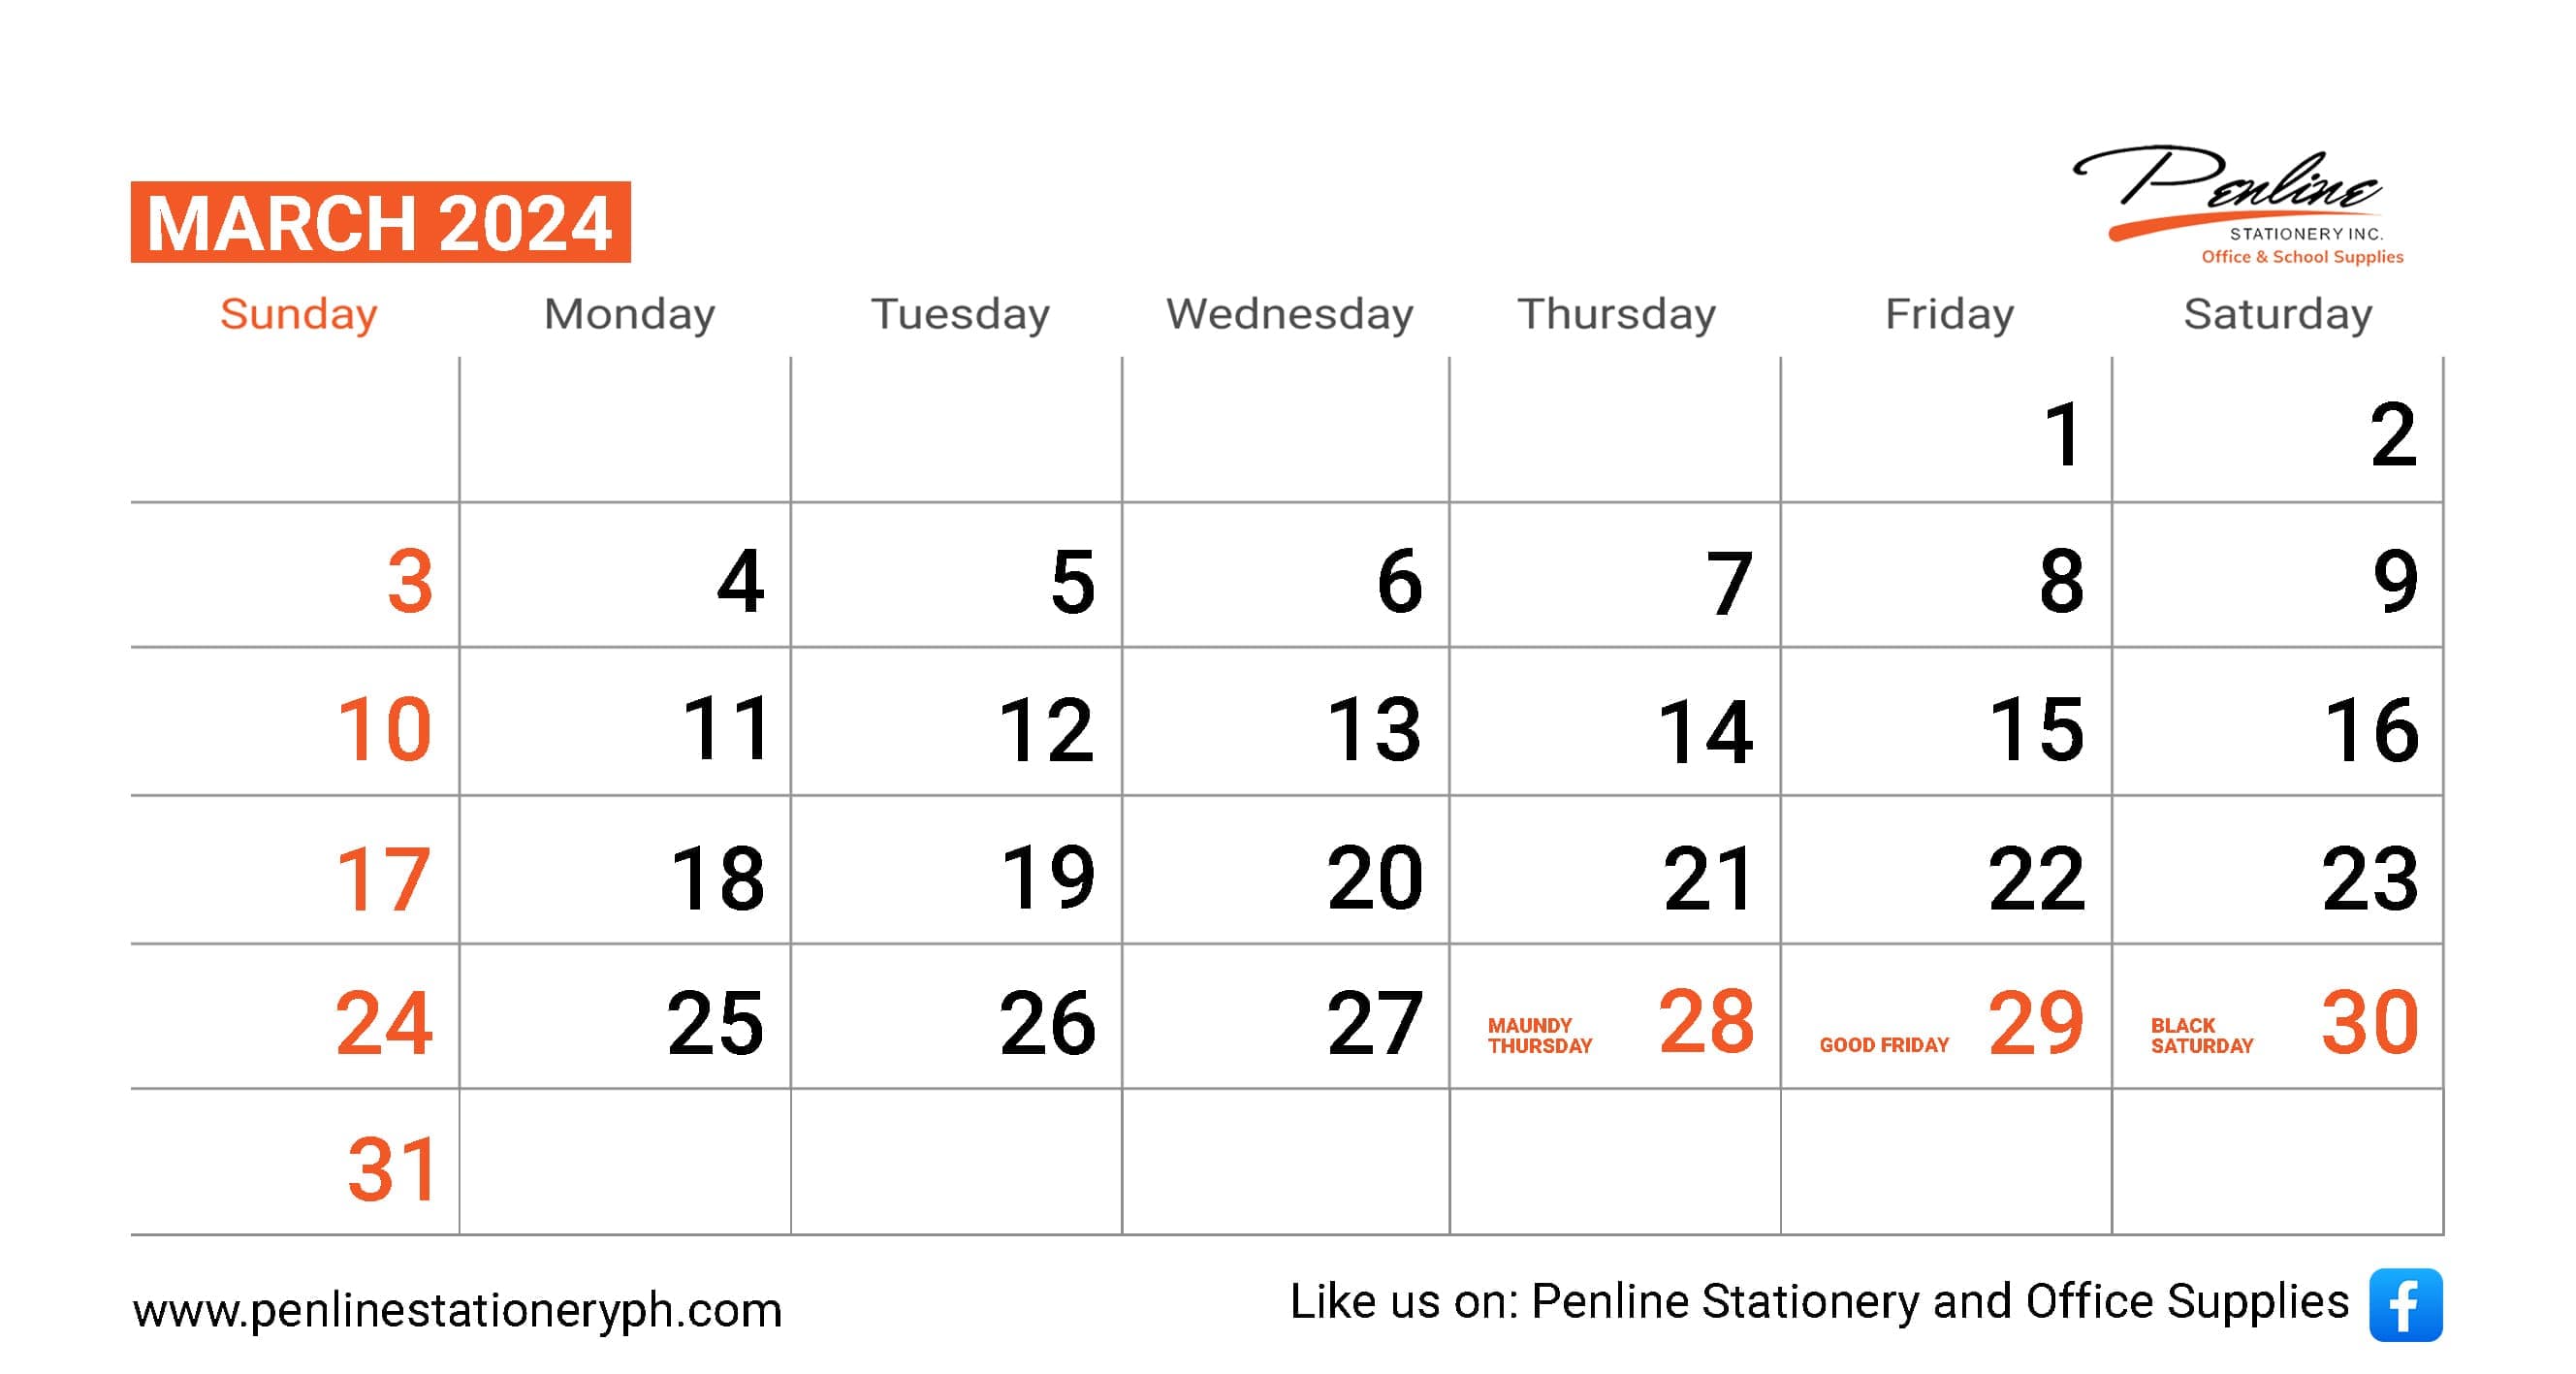 Penline
STATIONERY INC.
Office & School Supplies
MARCH 2024
Sunday Monday Tuesday Wednesday Thursday Friday Saturday
1 2
3 4 5 6 7 8 9
10 11 12 13 14 15 16
17 18 19 20 21 22 23
24 25 26 27 MAUNDY THURSDAY 28 GOOD FRIDAY 29 BLACK SATURDAY 30
31
www.penlinestationeryph.com
Like us on: Penline Stationery and Office Supplies f